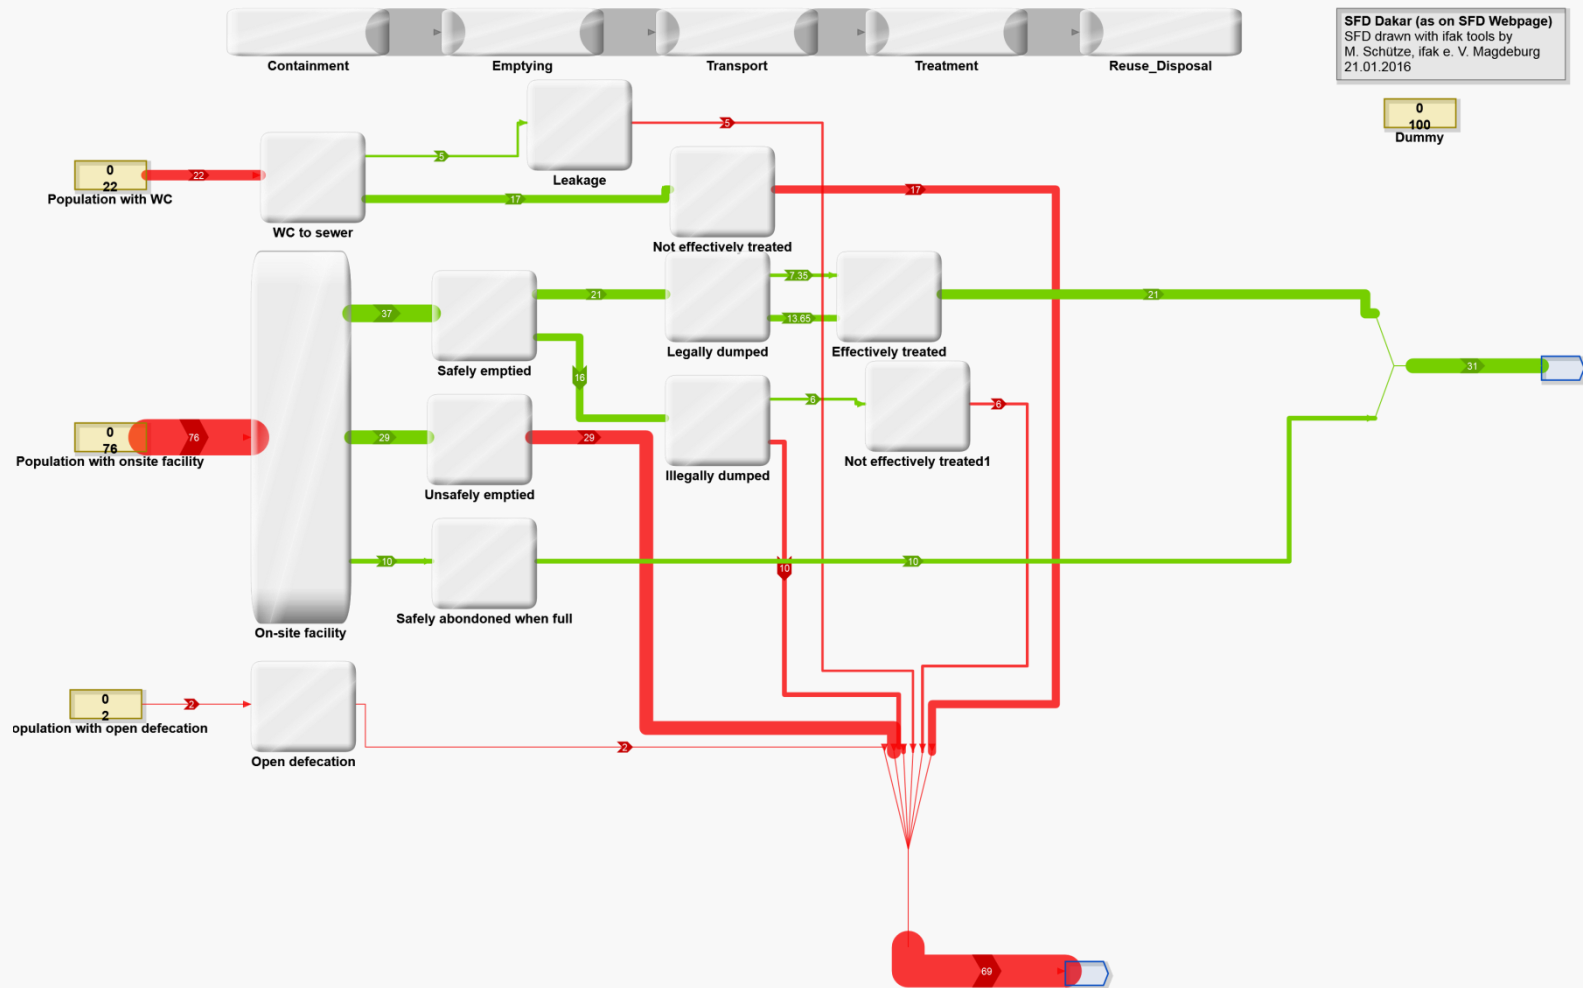 Containment
Emptying
Transport
Treatment
Reuse_Disposal
SFD Dakar (as on SFD Webpage)
SFD drawn with ifak tools by
M. Schütze, ifak e. V. Magdeburg
21.01.2016
0
100
Dummy
5
5
Leakage
0
22
Population with WC
22
17
WC to sewer
17
Not effectively treated
37
Safely emptied
21
16
7.35
13.65
Legally dumped
Effectively treated
21
31
0
76
Population with onsite facility
76
29
Unsafely emptied
29
6
Illegally dumped
6
Not effectively treated1
10
Safely abondoned when full
10
10
On-site facility
0
2
opulation with open defecation
2
Open defecation
2
69